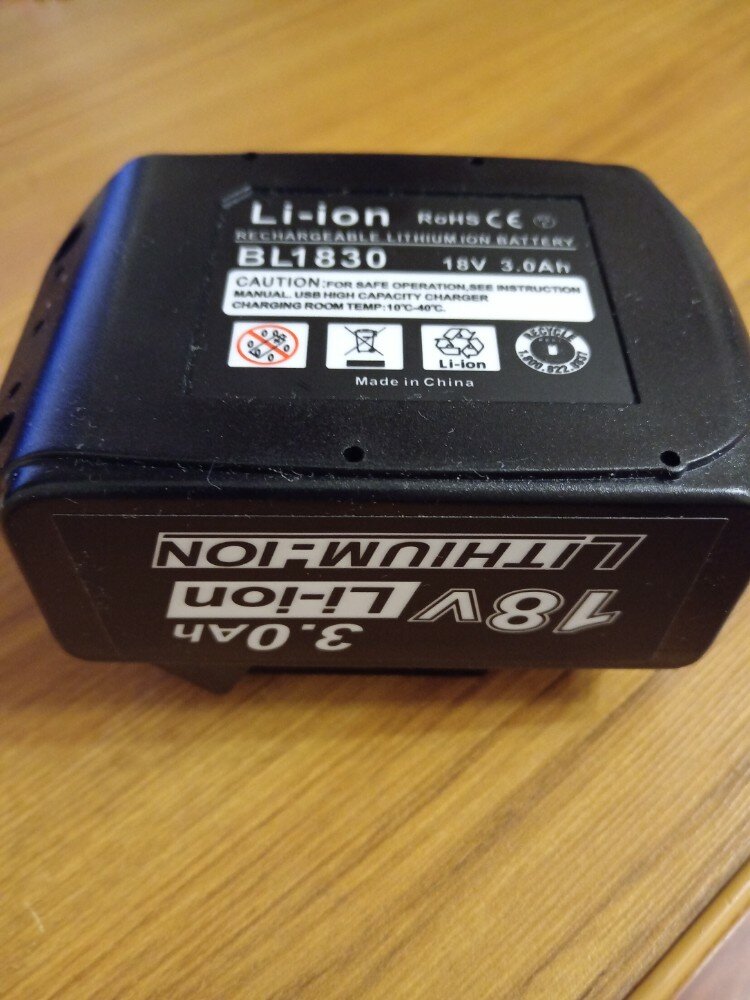 Li-ion RoHS CE
RECHARGEABLE LITHIUM ION BATTERY
BL1830 18V 3.0Ah
CAUTION:FOR SAFE OPERATION,SEE INSTRUCTION
MANUAL. USB HIGH CAPACITY CHARGER
CHARGING ROOM TEMP:10℃-40℃.
Li-ion
RECYCLE
Made in China
3.0Ah
18V Li-ion
LITHIUM-ION